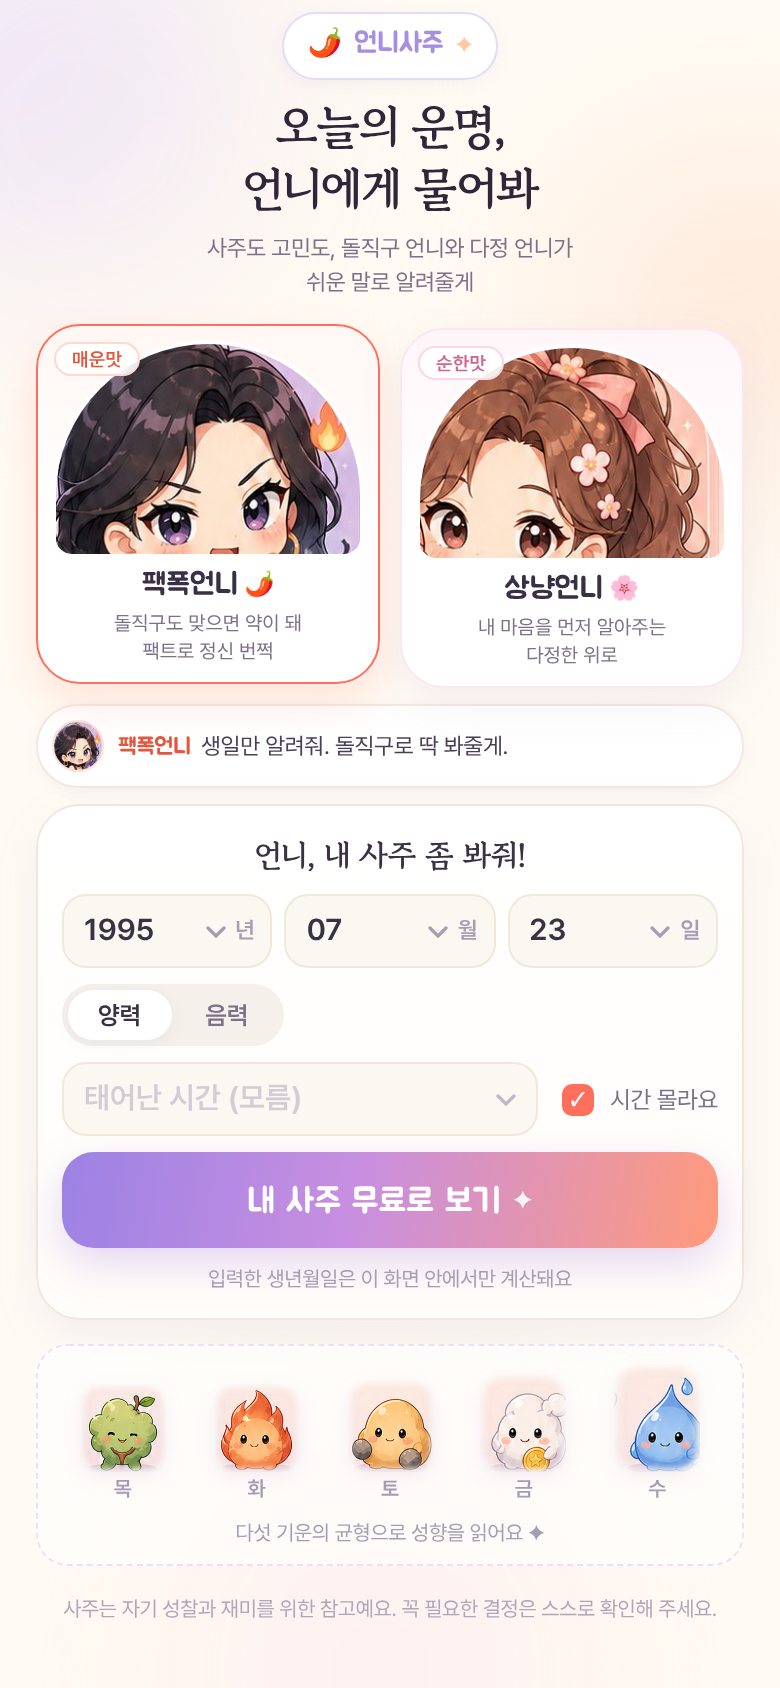 언니사주
오늘의 운명,
언니에게 물어봐
사주도 고민도, 돌직구 언니와 다정 언니가
쉬운 말로 알려줄게
매운맛
순한맛
팩폭언니
돌직구도 맞으면 약이 돼
팩트로 정신 번쩍
상냥언니
내 마음을 먼저 알아주는
다정한 위로
팩폭언니 생일만 알려줘. 돌직구로 딱 봐줄게.
언니, 내 사주 좀 봐줘!
1995 년 07 월 23 일
양력 음력
태어난 시간 (모름) 시간 몰라요
내 사주 무료로 보기
입력한 생년월일은 이 화면 안에서만 계산돼요
목 화 토 금 수
다섯 기운의 균형으로 성향을 읽어요
사주는 자기 성찰과 재미를 위한 참고예요. 꼭 필요한 결정은 스스로 확인해 주세요.